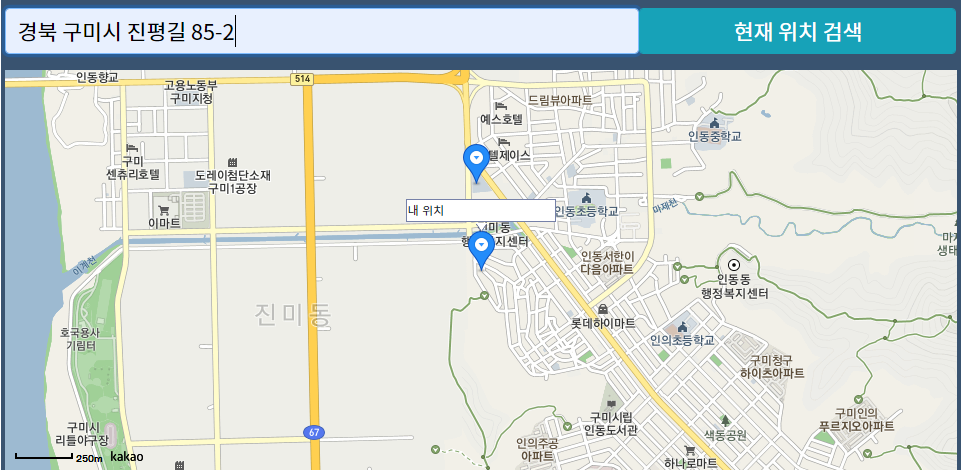 경북 구미시 진평길 85-2
현재 위치 검색
인동향교
514
고용노동부
구미지청
드림뷰아파트
예스호텔
인동중학교
텔제이스
구미
센츄리호텔
도레이첨단소재
구미1공장
이마트
내 위치
인동초등학교
마제천
미동
행
지센터
이계천
인동서한이
다음아파트
인동동
행정복지센터
진미동
롯데하이마트
호국용사
기림터
인의초등학교
구미청구
하이츠아파트
구미시
리틀야구장
67
구미시립
인동도서관
색동공원
구미인의
푸르지오아파트
인의주공
아파트
하나로마트
250m
kakao